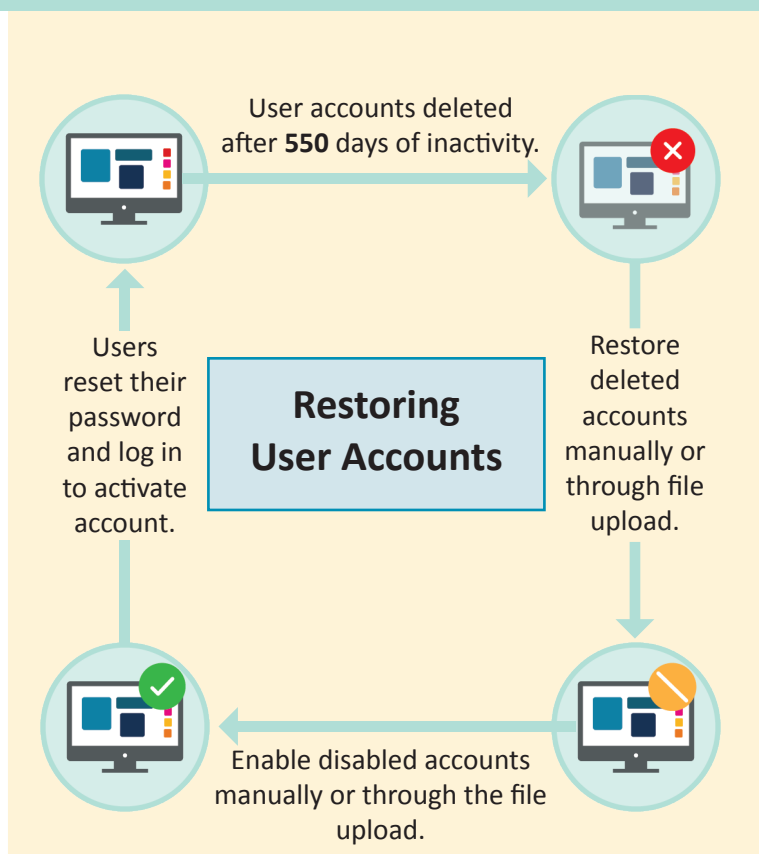 User accounts deleted
after 550 days of inactivity.
Restoring
User Accounts
Restore
deleted
accounts
manually or
through file
upload.
Enable disabled accounts
manually or through the file
upload.
Users
reset their
password
and log in
to activate
account.